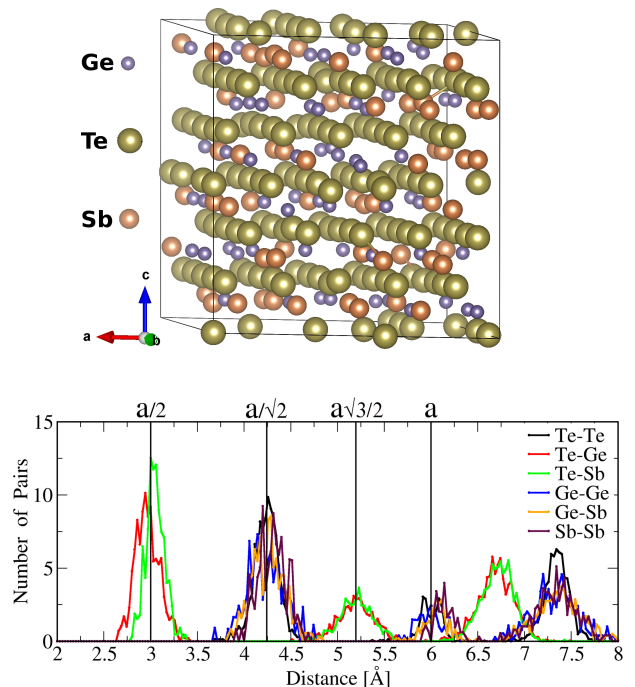 Ge
Te
Sb
c
a
b
a/2 a/√2 a√3/2 a
15
10
5
0
Number of Pairs
Te-Te
Te-Ge
Te-Sb
Ge-Ge
Ge-Sb
Sb-Sb
2 2.5 3 3.5 4 4.5 5 5.5 6 6.5 7 7.5 8
Distance [Å]